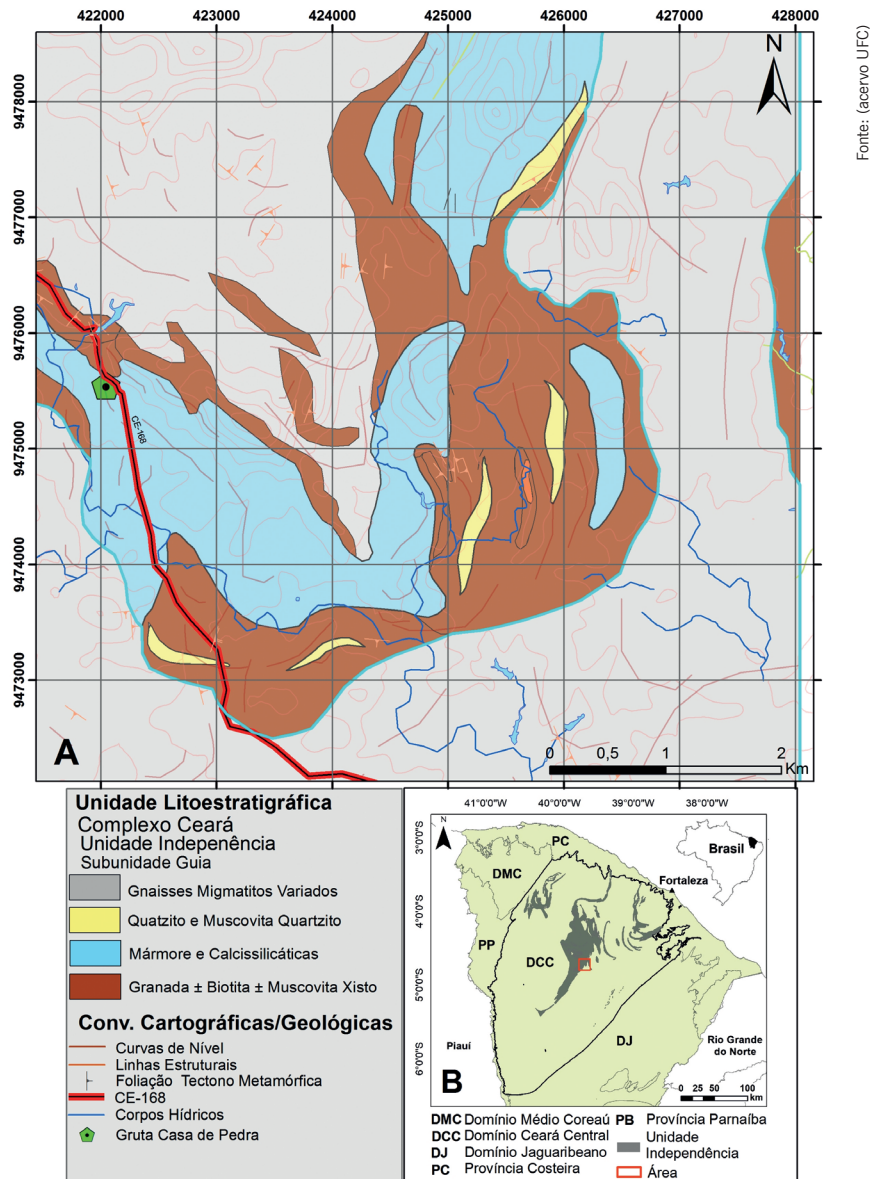 422000 423000 424000 425000 426000 427000 428000
Fonte: (acervo UFC)
N
9478000
9477000
9476000
9475000
9474000
9473000
CE-168
A
0 0,5 1 2
Km
Unidade Litoestratigráfica
Complexo Ceará
Unidade Indepenência
Subunidade Guia
Gnaisses Migmatitos Variados
Quatzito e Muscovita Quartzito
Mármore e Calcissilicáticas
Granada ± Biotita ± Muscovita Xisto
Conv. Cartográficas/Geológicas
Curvas de Nível
Linhas Estruturais
Foliação Tectono Metamórfica
CE-168
Corpos Hídricos
Gruta Casa de Pedra
41°0'0"W 40°0'0"W 39°0'0"W 38°0'0"W
3°0'0"S
4°0'0"S
5°0'0"S
6°0'0"S
N
PC
Brasil
DMC
Fortaleza
PP
DCC
DJ
Piauí
Rio Grande
do Norte
B
0 25 50 100
km
DMC Domínio Médio Coreaú
DCC Domínio Ceará Central
DJ Domínio Jaguaribeano
PC Província Costeira
PB Província Parnaíba
Unidade
Independência
Área